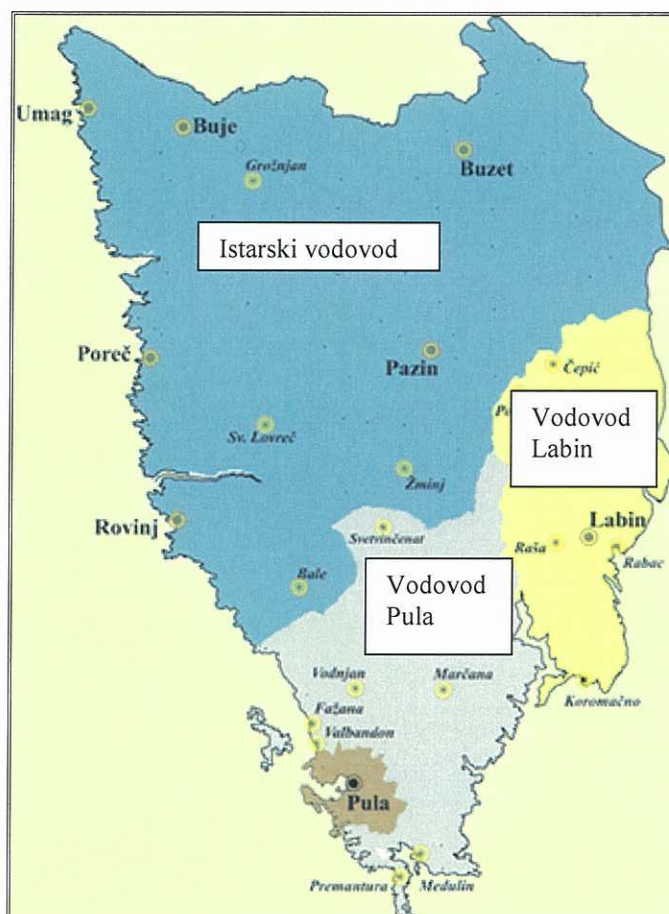 Umag
Buje
Grožnjan
Buzet
Istarski vodovod
Poreč
Pazin
Čepić
Sv. Lovreč
Vodovod
Labin
Žminj
Rovinj
Svetvinčenat
Labin
Raša
Rabac
Bale
Vodovod
Pula
Vodnjan
Marčana
Koromačno
Fažana
Valbandon
Pula
Premantura
Medulin